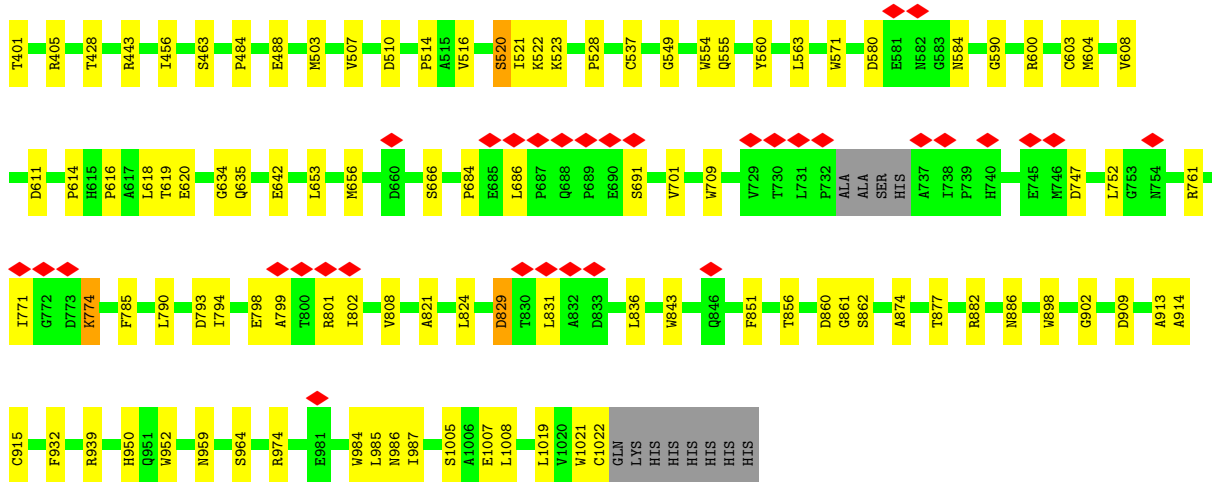 T401 R405 T428 R443 I456 S463 P484 E488 M503 V507 D510 P514 A515 V516 S520 I521 K522 K523 P528 C537 G549 W554 Q555 Y560 L563 W571 D580 E581 N582 G583 N584 G590 R600 C603 M604 V608
D611 P614 H615 P616 A617 L618 T619 E620 G634 Q635 E642 L653 M656 D660 S666 P684 E685 L686 P687 Q688 P689 E690 S691 V701 W709 V729 T730 L731 P732 ALA ALA SER HIS A737 I738 P739 H740 E745 M746 D747 L752 G753 N754 R761
I771 G772 D773 K774 F785 L790 D793 I794 E798 A799 T800 R801 I802 V808 A821 L824 D829 T830 L831 A832 D833 L836 W843 Q846 F851 T856 D860 G861 S862 A874 T877 R882 N886 W898 G902 D909 A913 A914
C915 F932 R939 H950 Q951 W952 N959 S964 R974 E981 W984 L985 N986 I987 S1005 A1006 E1007 L1008 L1019 V1020 W1021 C1022 GLN LYS HIS HIS HIS HIS HIS HIS